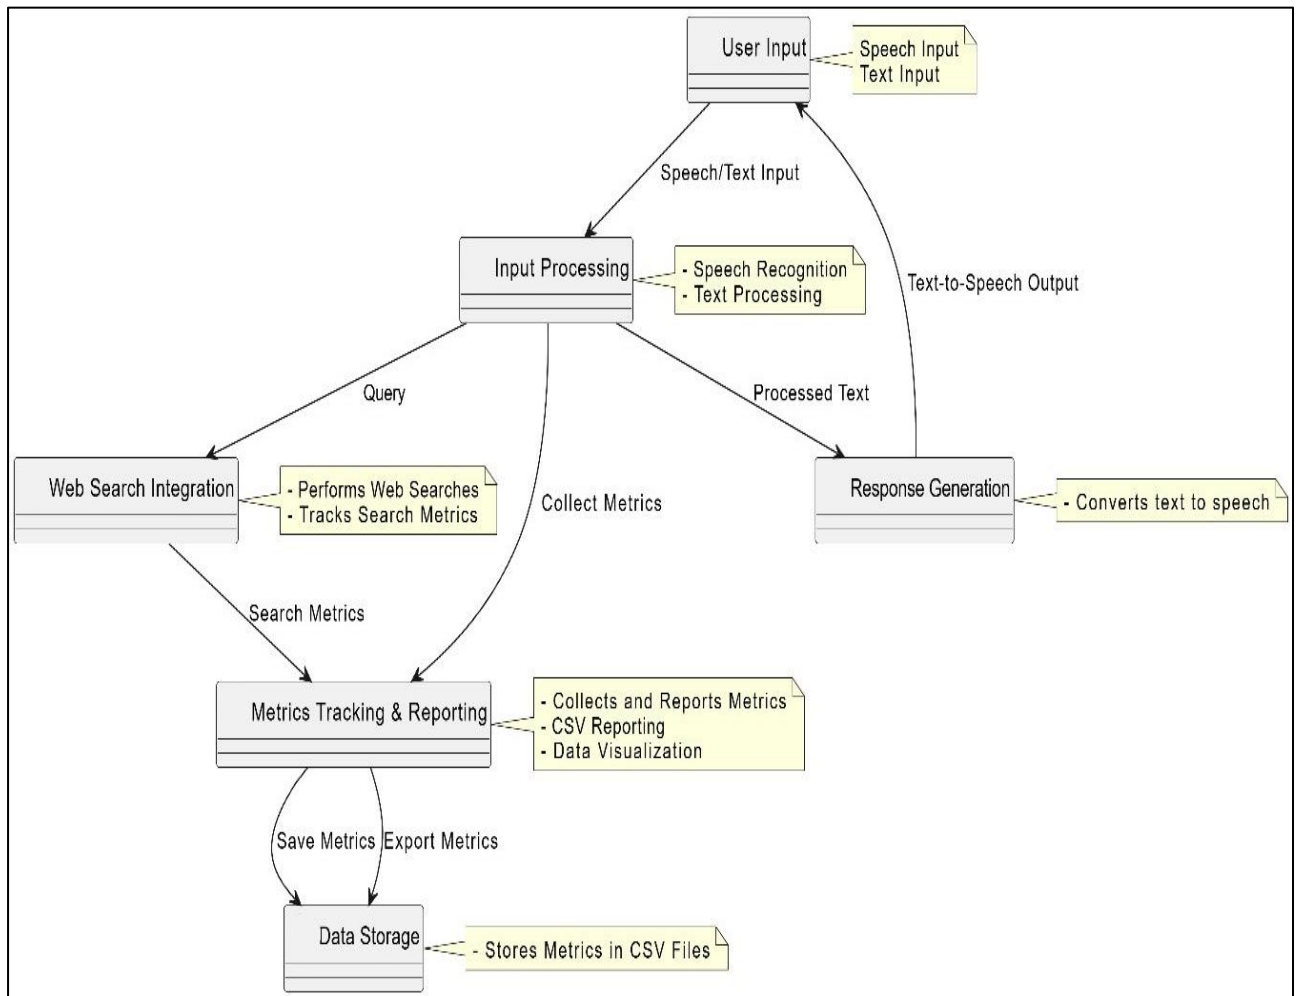 User Input
Speech Input
Text Input
Speech/Text Input
Input Processing
- Speech Recognition
- Text Processing
Text-to-Speech Output
Query
Processed Text
Web Search Integration
- Performs Web Searches
- Tracks Search Metrics
Collect Metrics
Response Generation
- Converts text to speech
Search Metrics
Metrics Tracking & Reporting
- Collects and Reports Metrics
- CSV Reporting
- Data Visualization
Save Metrics
Export Metrics
Data Storage
- Stores Metrics in CSV Files